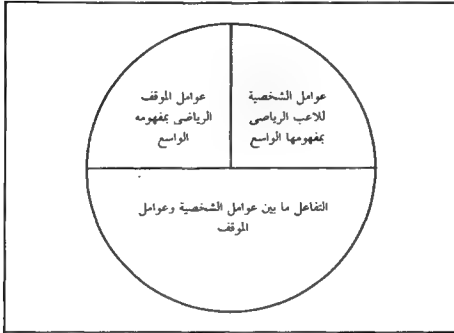 عوامل الشخصية
للاعب الرياضى
بمفهومها الواسع
عوامل الموقف
الرياضى بمفهومه
الواسع
التفاعل ما بين عوامل الشخصية وعوامل
الموقف